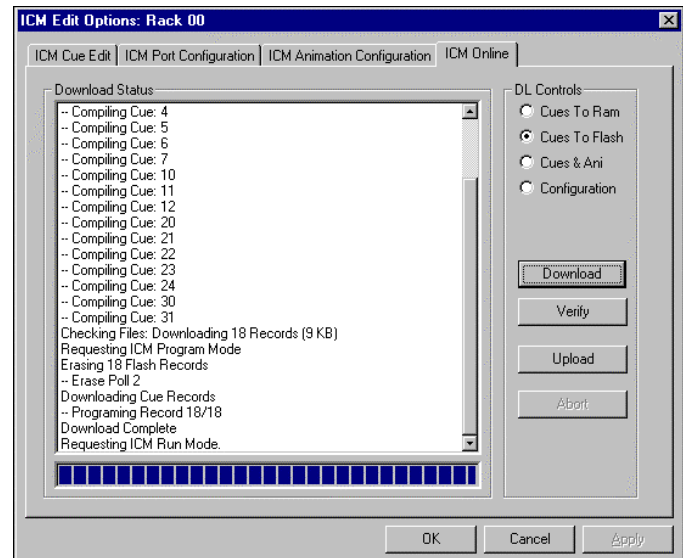 ICM Edit Options: Rack 00
ICM Cue Edit
ICM Port Configuration
ICM Animation Configuration
ICM Online
Download Status
-- Compiling Cue: 4
-- Compiling Cue: 5
-- Compiling Cue: 6
-- Compiling Cue: 7
-- Compiling Cue: 10
-- Compiling Cue: 11
-- Compiling Cue: 12
-- Compiling Cue: 20
-- Compiling Cue: 21
-- Compiling Cue: 22
-- Compiling Cue: 23
-- Compiling Cue: 24
-- Compiling Cue: 30
-- Compiling Cue: 31
Checking Files: Downloading 18 Records (9 KB)
Requesting ICM Program Mode
Erasing 18 Flash Records
-- Erase Poll 2
Downloading Cue Records
-- Programing Record 18/18
Download Complete
Requesting ICM Run Mode.
DL Controls
Cues To Ram
Cues To Flash
Cues & Ani
Configuration
Download
Verify
Upload
Abort
OK
Cancel
Apply